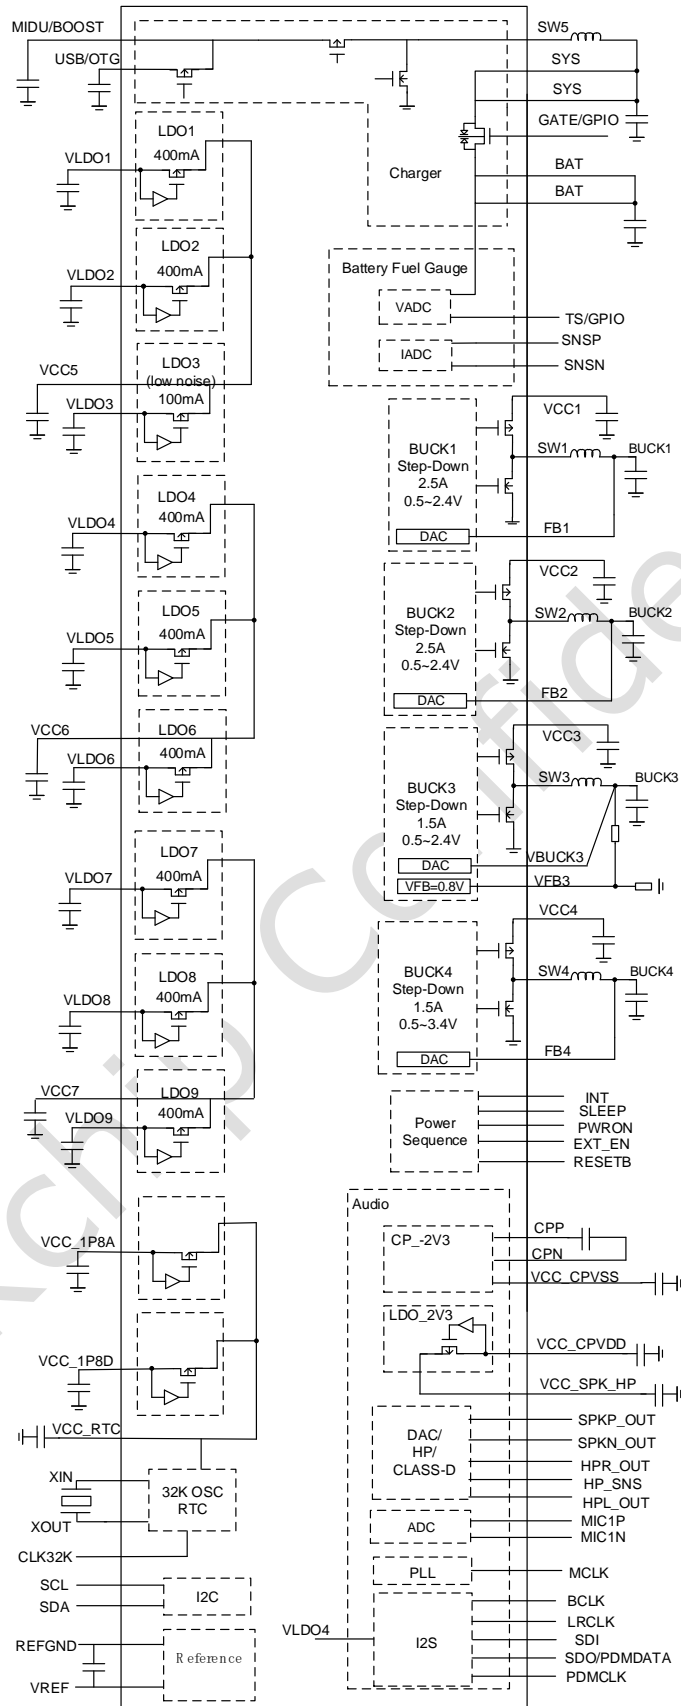 MIDU/BOOST
SW5
USB/OTG
SYS
SYS
GATE/GPIO
Charger
BAT
BAT
LDO1
400mA
VLDO1
LDO2
400mA
VLDO2
Battery Fuel Gauge
VADC
TS/GPIO
IADC
SNSP
SNSN
VCC5
LDO3
(low noise)
100mA
VLDO3
VCC1
BUCK1
Step-Down
2.5A
0.5~2.4V
SW1
BUCK1
DAC
FB1
LDO4
400mA
VLDO4
VCC2
BUCK2
Step-Down
2.5A
0.5~2.4V
SW2
BUCK2
DAC
FB2
LDO5
400mA
VLDO5
VCC6
LDO6
400mA
VLDO6
VCC3
BUCK3
Step-Down
1.5A
0.5~2.4V
SW3
BUCK3
DAC
VBUCK3
VFB=0.8V
VFB3
LDO7
400mA
VLDO7
VCC4
BUCK4
Step-Down
1.5A
0.5~3.4V
SW4
BUCK4
DAC
FB4
LDO8
400mA
VLDO8
VCC7
LDO9
400mA
VLDO9
Power
Sequence
INT
SLEEP
PWRON
EXT_EN
RESETB
Audio
CP_-2V3
CPP
CPN
VCC_CPVSS
VCC_1P8A
LDO_2V3
VCC_CPVDD
VCC_SPK_HP
VCC_1P8D
VCC_RTC
DAC/
HP/
CLASS-D
SPKP_OUT
SPKN_OUT
HPR_OUT
HP_SNS
HPL_OUT
XIN
XOUT
32K OSC
RTC
CLK32K
ADC
MIC1P
MIC1N
PLL
MCLK
SCL
SDA
I2C
VLDO4
I2S
BCLK
LRCLK
SDI
SDO/PDMDATA
PDMCLK
REFGND
VREF
Reference